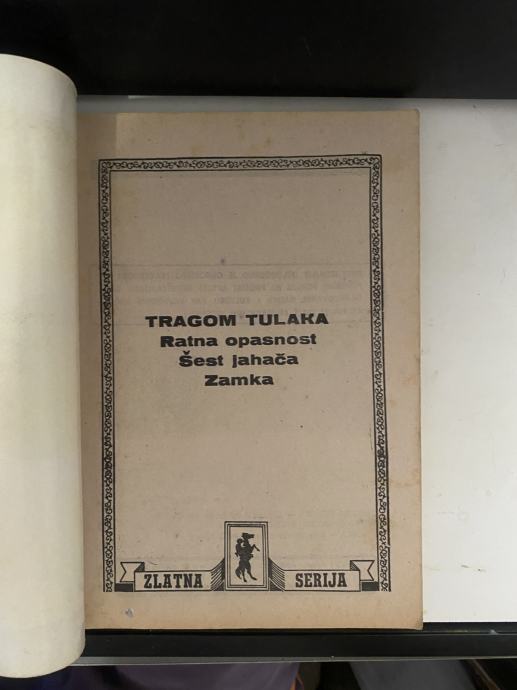 TRAGOM TULAKA
Ratna opasnost
Šest jahača
Zamka
ZLATNA SERIJA